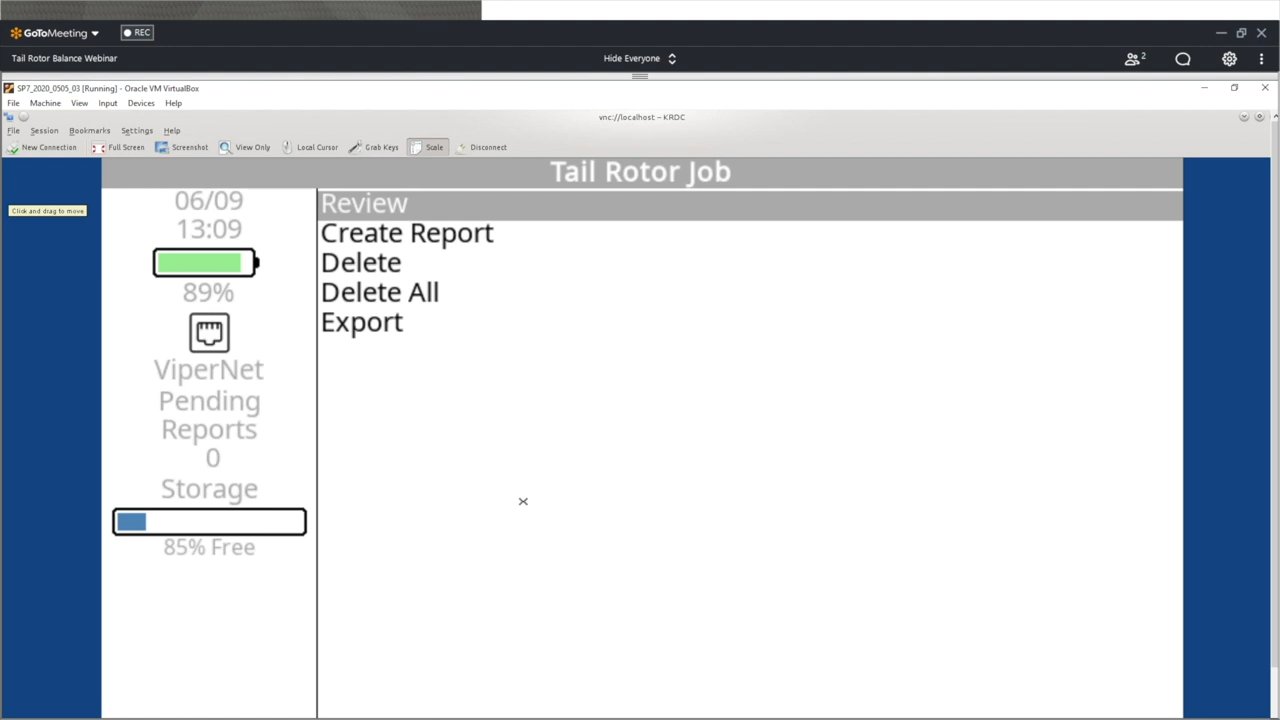 GoToMeeting
REC
Tail Rotor Balance Webinar
Hide Everyone
2
SP7_2020_0505_03 [Running] - Oracle VM VirtualBox
File Machine View Input Devices Help
vnc://localhost – KRDC
File Session Bookmarks Settings Help
New Connection Full Screen Screenshot View Only Local Cursor Grab Keys Scale Disconnect
Tail Rotor Job
Click and drag to move
06/09
13:09
89%
ViperNet
Pending
Reports
0
Storage
85% Free
Review
Create Report
Delete
Delete All
Export